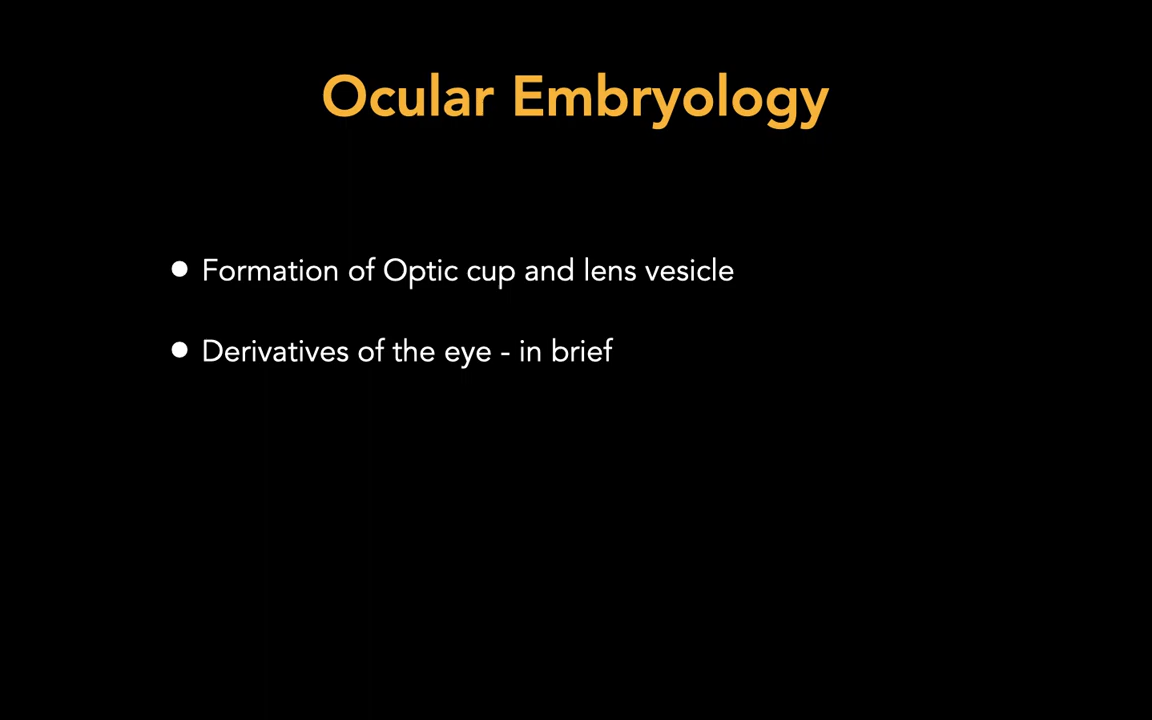 Ocular Embryology
• Formation of Optic cup and lens vesicle
• Derivatives of the eye - in brief